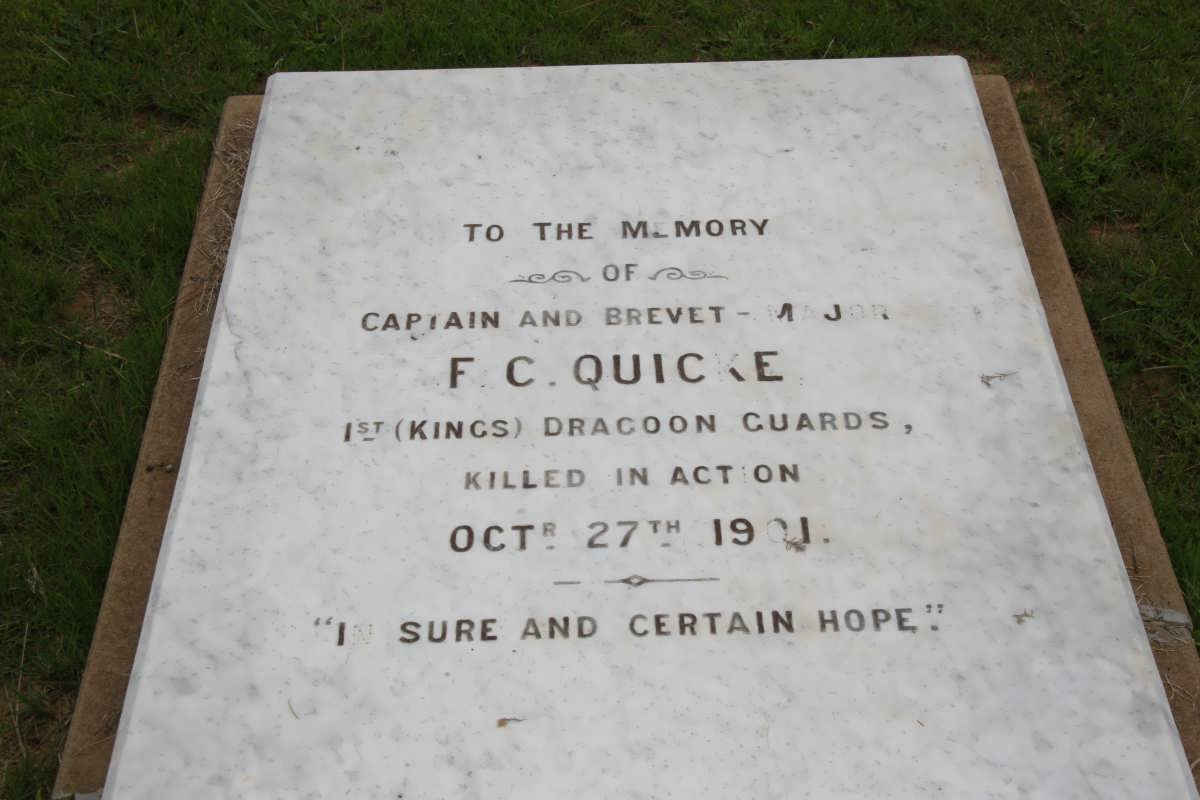 TO THE MEMORY
OF
CAPTAIN AND BREVET - MAJOR
F. C. QUICKE
1ST (KINGS) DRAGOON GUARDS,
KILLED IN ACTION
OCTR 27TH 1901.
"IN SURE AND CERTAIN HOPE."